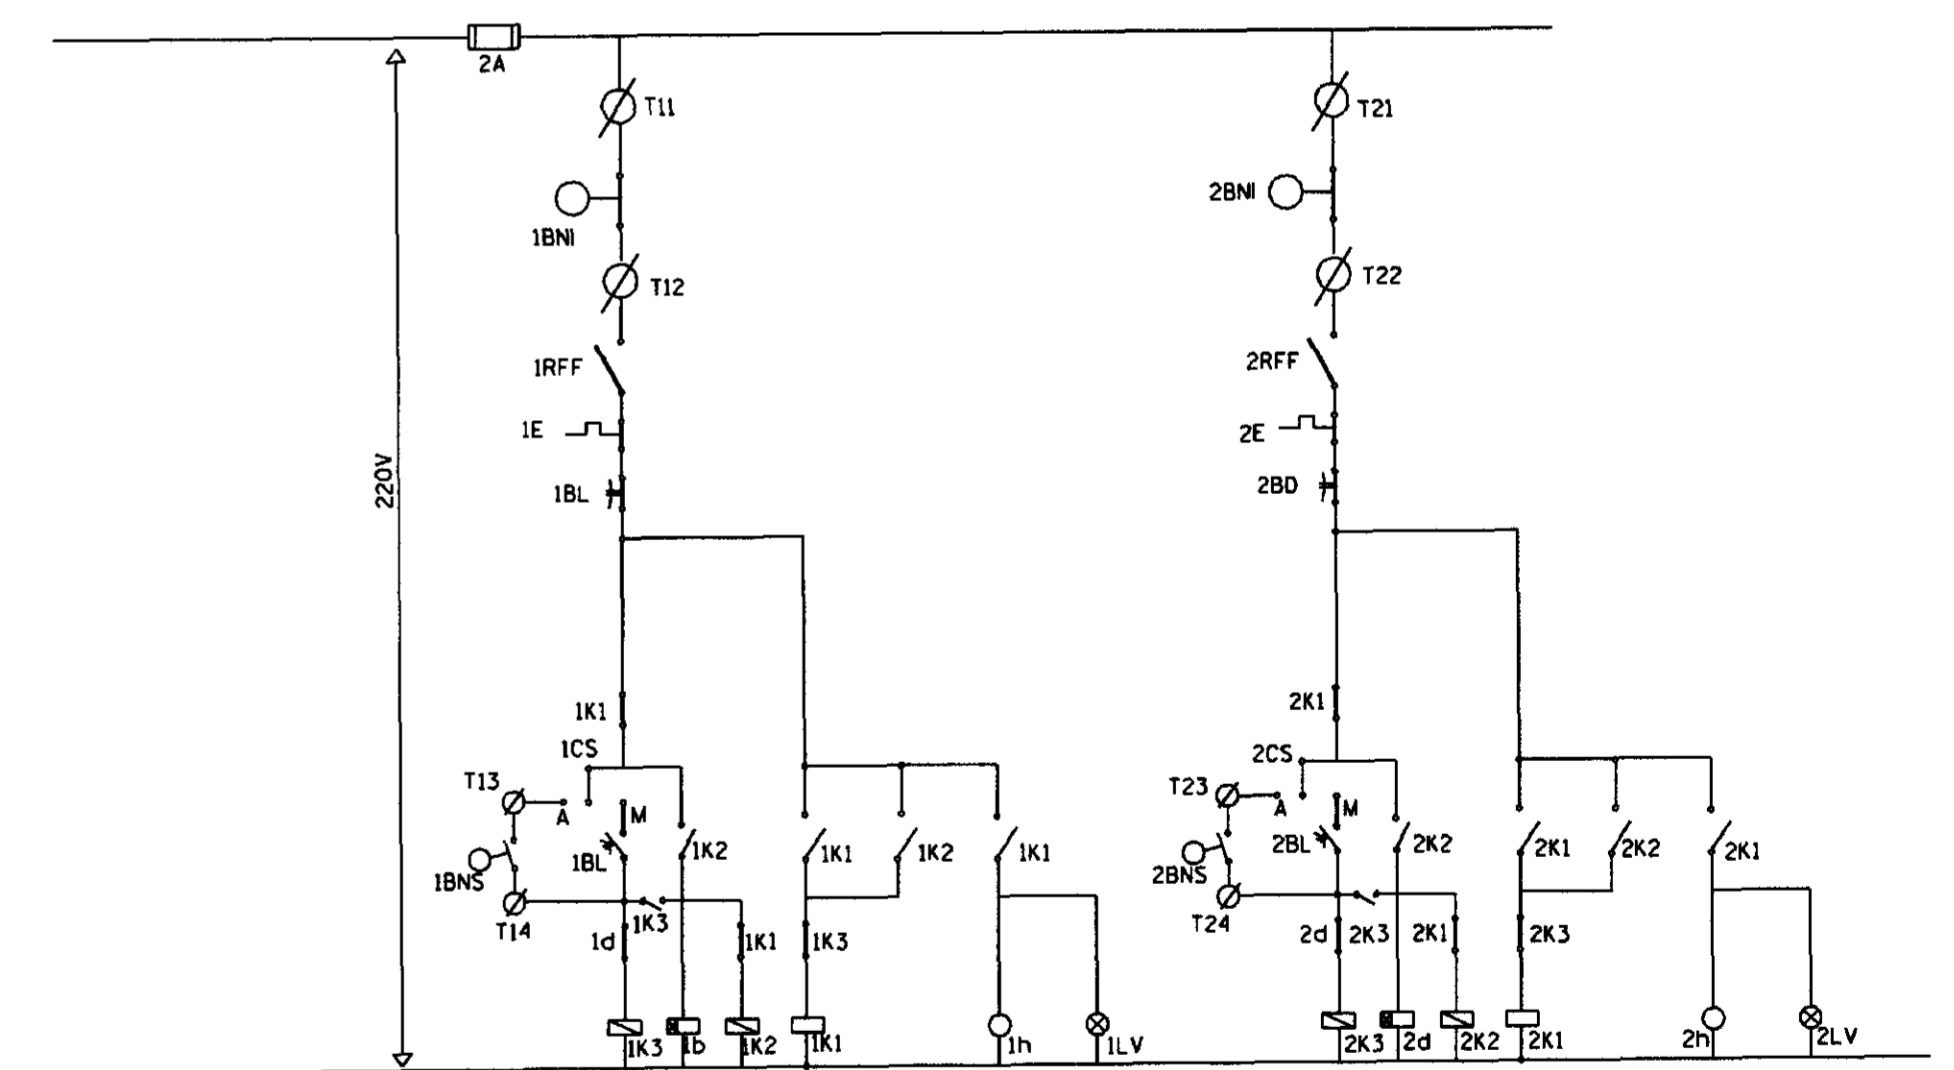 2A
T11
T21
2BNI
1BNI
T12
T22
1RFF
2RFF
1E
2E
220V
1BL
2BD
1K1
2K1
1CS
2CS
T13
T23
A
M
A
M
1BL
1K2
1K1
1K2
1K1
2BL
2K2
2K1
2K2
2K1
1BNS
2BNS
T14
1K3
T24
1d
1K1
1K3
2d
2K3
2K1
2K3
1K3
1b
1K2
1K1
1h
1LV
2K3
2d
2K2
2K1
2h
2LV